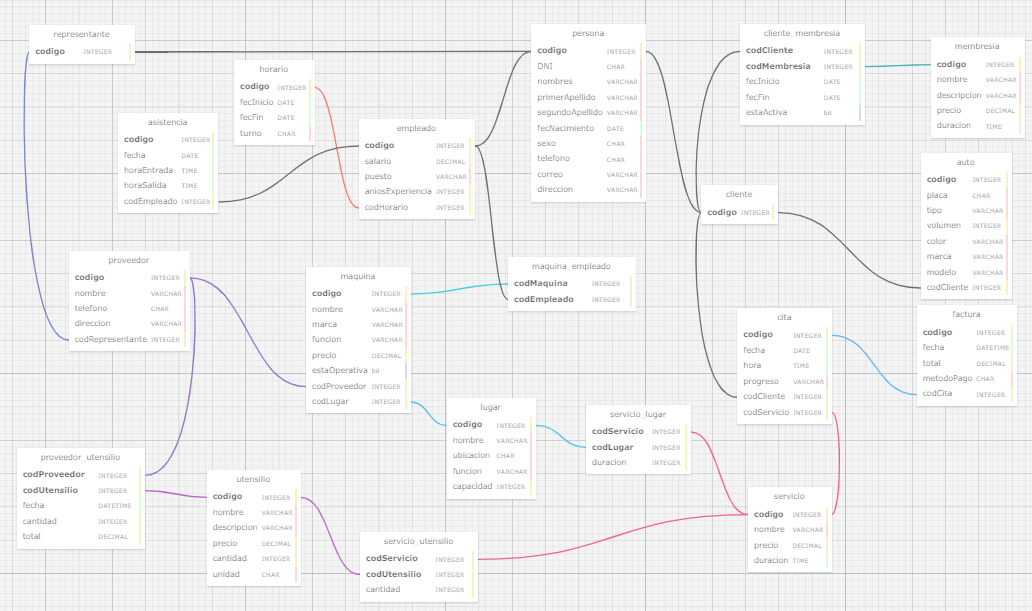 representante
codigo INTEGER
horario
codigo INTEGER
fecInicio DATE
fecFin DATE
turno CHAR
asistencia
codigo INTEGER
fecha DATE
horaEntrada TIME
horaSalida TIME
codEmpleado INTEGER
empleado
codigo INTEGER
salario DECIMAL
puesto VARCHAR
aniosExperiencia INTEGER
codHorario INTEGER
persona
codigo INTEGER
DNI CHAR
nombres VARCHAR
primerApellido VARCHAR
segundoApellido VARCHAR
fecNacimiento DATE
sexo CHAR
telefono CHAR
correo VARCHAR
direccion VARCHAR
cliente_membresia
codCliente INTEGER
codMembresia INTEGER
fecInicio DATE
fecFin DATE
estaActiva bit
membresia
codigo INTEGER
nombre VARCHAR
descripcion VARCHAR
precio DECIMAL
duracion TIME
cliente
codigo INTEGER
auto
codigo INTEGER
placa CHAR
tipo VARCHAR
volumen INTEGER
color VARCHAR
marca VARCHAR
modelo VARCHAR
codCliente INTEGER
proveedor
codigo INTEGER
nombre VARCHAR
telefono CHAR
direccion VARCHAR
codRepresentante INTEGER
maquina
codigo INTEGER
nombre VARCHAR
marca VARCHAR
funcion VARCHAR
precio DECIMAL
estaOperativa bit
codProveedor INTEGER
codLugar INTEGER
maquina_empleado
codMaquina INTEGER
codEmpleado INTEGER
cita
codigo INTEGER
fecha DATE
hora TIME
progreso VARCHAR
codCliente INTEGER
codServicio INTEGER
factura
codigo INTEGER
fecha DATETIME
total DECIMAL
metodoPago CHAR
codCita INTEGER
lugar
codigo INTEGER
nombre VARCHAR
ubicacion CHAR
funcion VARCHAR
capacidad INTEGER
servicio_lugar
codServicio INTEGER
codLugar INTEGER
duracion INTEGER
proveedor_utensilio
codProveedor INTEGER
codUtensilio INTEGER
fecha DATETIME
cantidad INTEGER
total DECIMAL
utensilio
codigo INTEGER
nombre VARCHAR
descripcion VARCHAR
precio DECIMAL
cantidad INTEGER
unidad CHAR
servicio_utensilio
codServicio INTEGER
codUtensilio INTEGER
cantidad INTEGER
servicio
codigo INTEGER
nombre VARCHAR
precio DECIMAL
duracion TIME